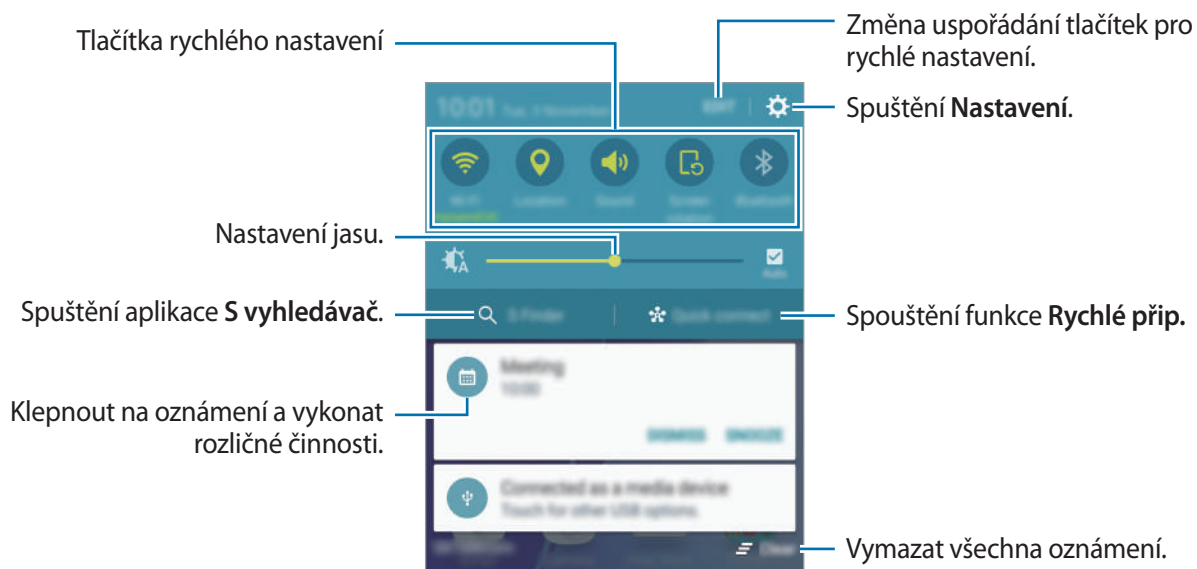 Tlačítka rychlého nastavení
Změna uspořádání tlačítek pro
rychlé nastavení.
Spuštění Nastavení.
10:01 Tue, 3 November
EDIT
Wi-Fi
Location
Sound
Screen
rotation
Bluetooth
Nastavení jasu.
A
Auto
Spuštění aplikace S vyhledávač.
S Finder
Quick connect
Spouštění funkce Rychlé přip.
Meeting
10:00
Klepnout na oznámení a vykonat
rozličné činnosti.
DISMISS SNOOZE
Connected as a media device
Touch for other USB options.
Clear
Vymazat všechna oznámení.